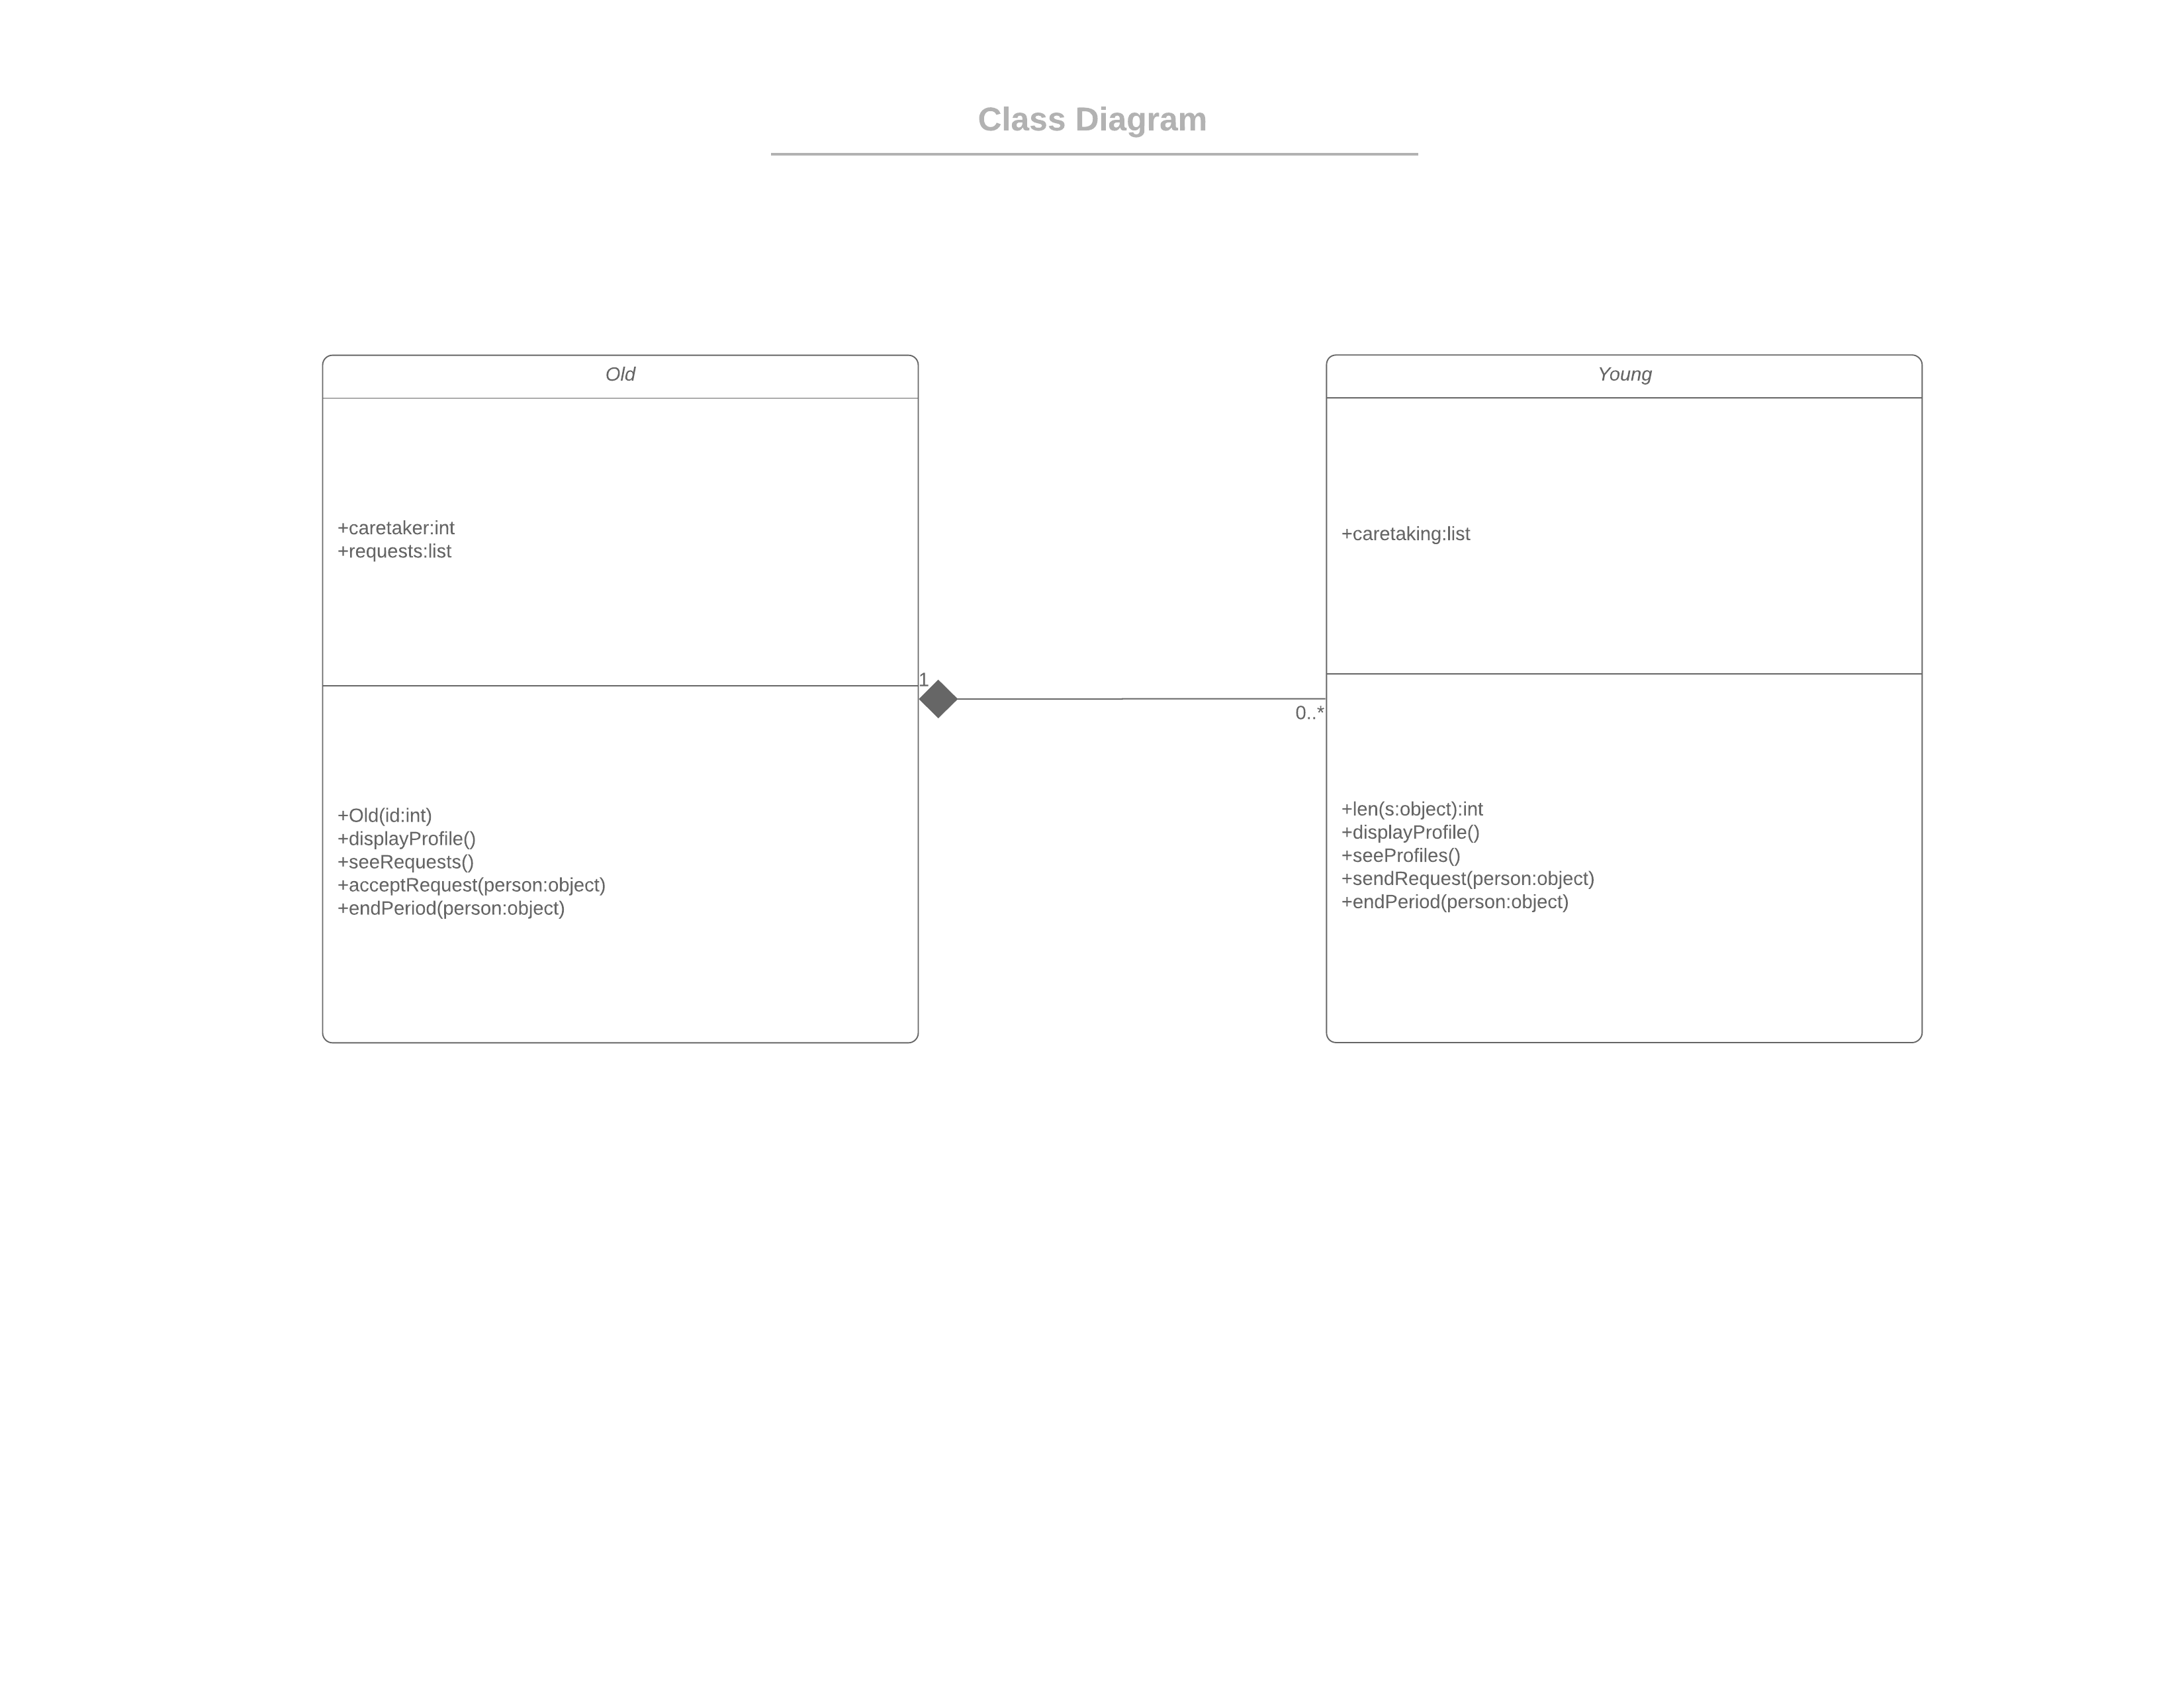 Class Diagram
Old
+caretaker:int
+requests:list
+Old(id:int)
+displayProfile()
+seeRequests()
+acceptRequest(person:object)
+endPeriod(person:object)
1
0..*
Young
+caretaking:list
+len(s:object):int
+displayProfile()
+seeProfiles()
+sendRequest(person:object)
+endPeriod(person:object)